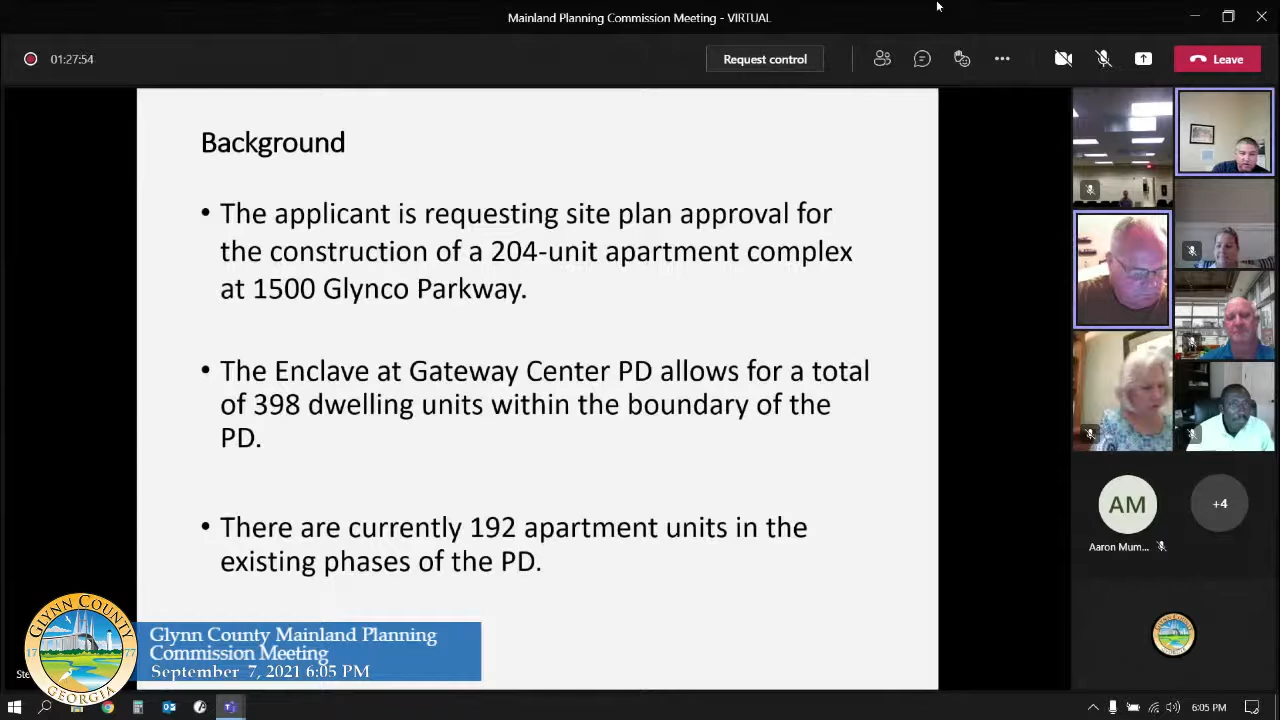 Mainland Planning Commission Meeting - VIRTUAL
01:27:54
Request control
Leave
Background
• The applicant is requesting site plan approval for
the construction of a 204-unit apartment complex
at 1500 Glynco Parkway.
• The Enclave at Gateway Center PD allows for a total
of 398 dwelling units within the boundary of the
PD.
• There are currently 192 apartment units in the
existing phases of the PD.
AM
+4
Aaron Mum...
GLYNN COUNTY
17 77
GEORGIA
Glynn County Mainland Planning
Commission Meeting
September 7, 2021 6:05 PM
Ste
6:05 PM